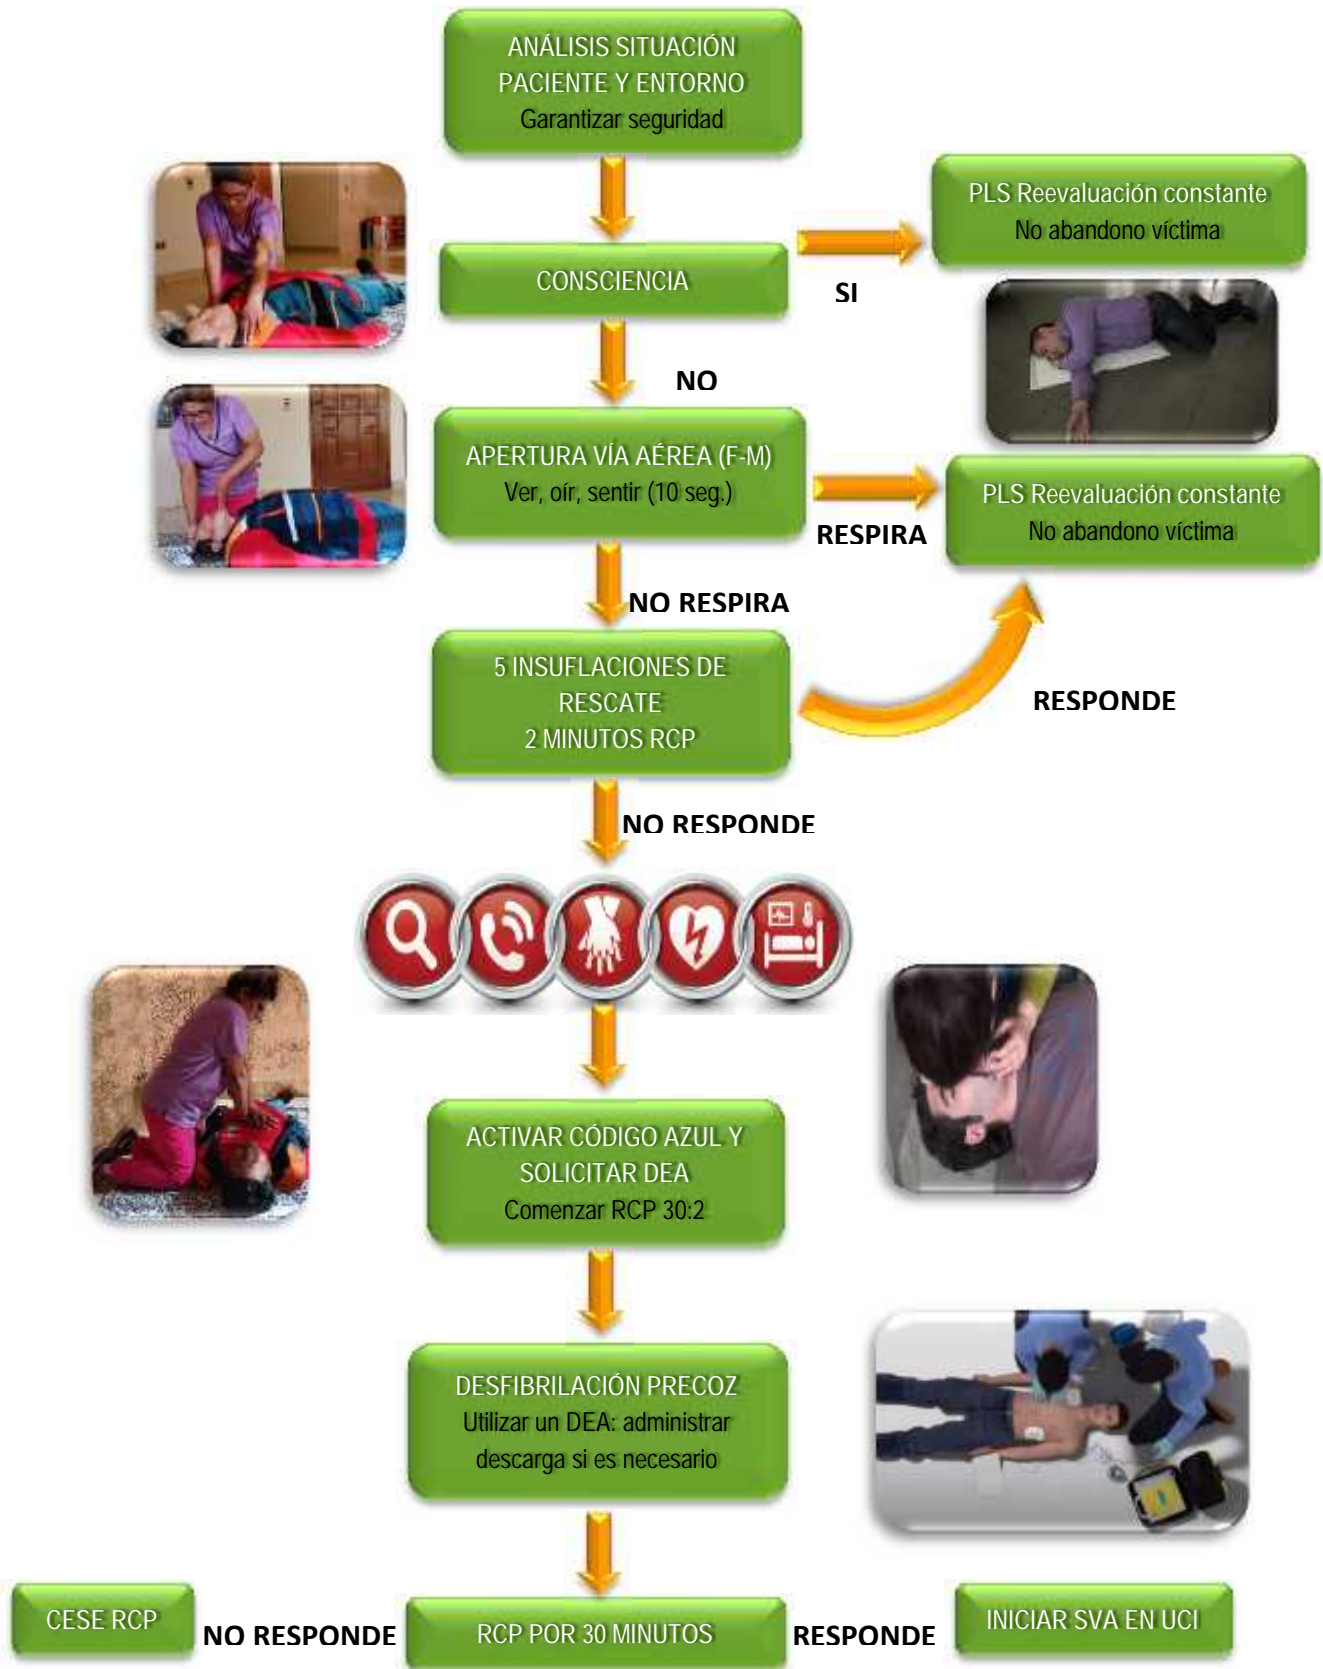 ANÁLISIS SITUACIÓN
PACIENTE Y ENTORNO
Garantizar seguridad
PLS Reevaluación constante
No abandono víctima
CONSCIENCIA
SI
NO
APERTURA VÍA AÉREA (F-M)
Ver, oír, sentir (10 seg.)
RESPIRA
PLS Reevaluación constante
No abandono víctima
NO RESPIRA
5 INSUFLACIONES DE
RESCATE
2 MINUTOS RCP
RESPONDE
NO RESPONDE
ACTIVAR CÓDIGO AZUL Y
SOLICITAR DEA
Comenzar RCP 30:2
DESFIBRILACIÓN PRECOZ
Utilizar un DEA: administrar
descarga si es necesario
CESE RCP
NO RESPONDE
RCP POR 30 MINUTOS
RESPONDE
INICIAR SVA EN UCI